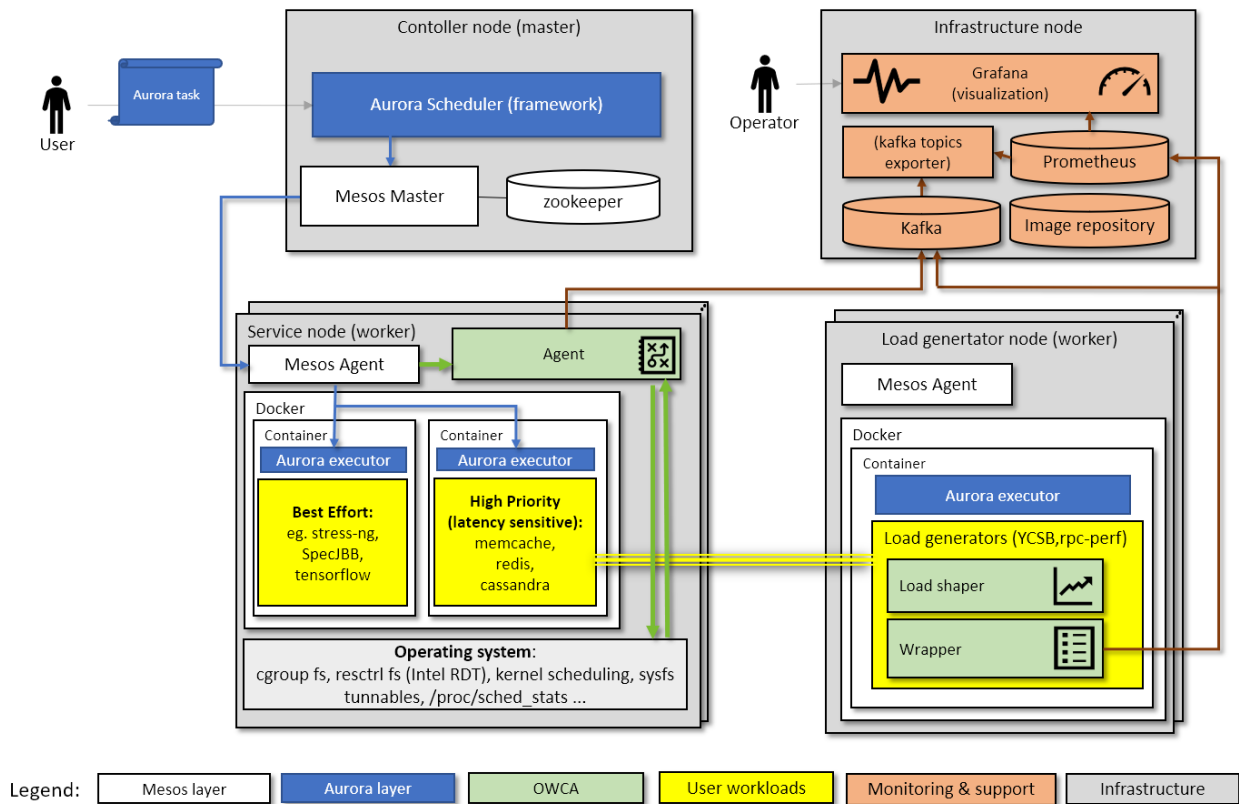 Contoller node (master)
Aurora task
Aurora Scheduler (framework)
User
Mesos Master
zookeeper
Infrastructure node
Grafana
(visualization)
Operator
(kafka topics
exporter)
Prometheus
Kafka
Image repository
Service node (worker)
Mesos Agent
Agent
Docker
Container
Aurora executor
Best Effort:
eg. stress-ng,
SpecJBB,
tensorflow
Container
Aurora executor
High Priority
(latency sensitive):
memcache,
redis,
cassandra
Operating system:
cgroup fs, resctrl fs (Intel RDT), kernel scheduling, sysfs
tunnables, /proc/sched_stats ...
Load genertator node (worker)
Mesos Agent
Docker
Container
Aurora executor
Load generators (YCSB,rpc-perf)
Load shaper
Wrapper
Legend:
Mesos layer
Aurora layer
OWCA
User workloads
Monitoring & support
Infrastructure